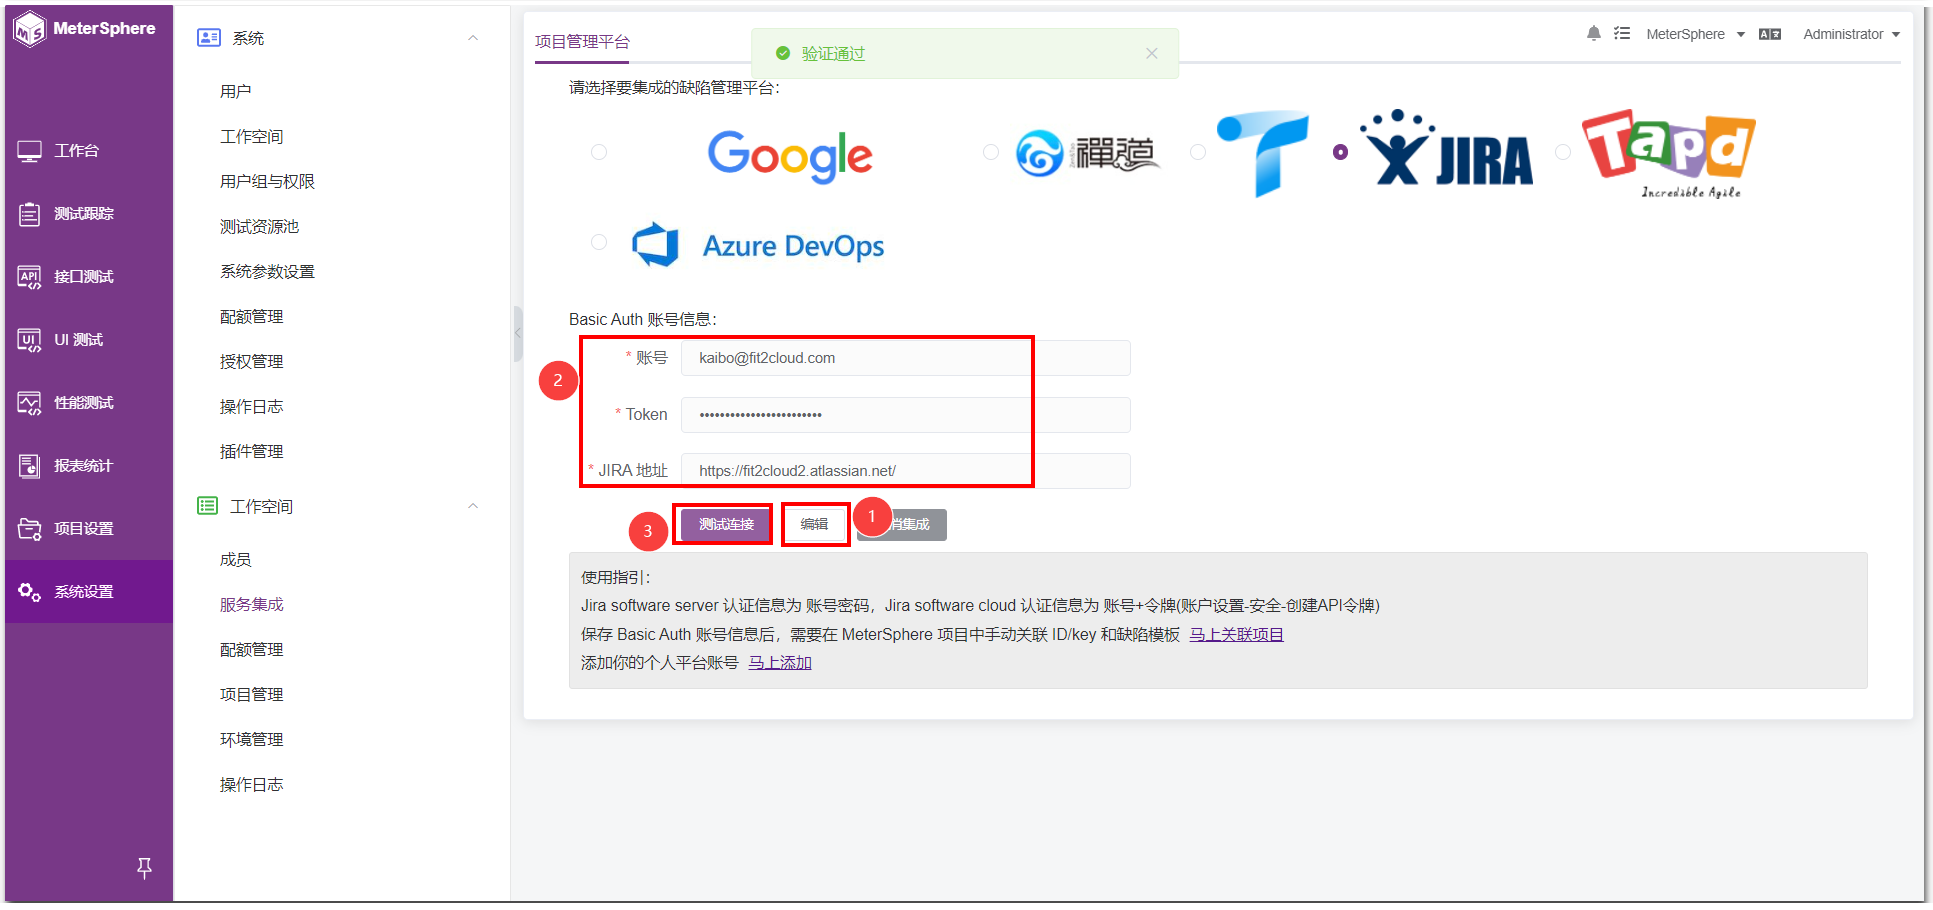 MeterSphere
工作台
测试跟踪
接口测试
UI 测试
性能测试
报表统计
项目设置
系统设置
系统
用户
工作空间
用户组与权限
测试资源池
系统参数设置
配额管理
授权管理
操作日志
插件管理
工作空间
成员
服务集成
配额管理
项目管理
环境管理
操作日志
项目管理平台
验证通过
MeterSphere
Administrator
请选择要集成的缺陷管理平台：
Google
禅道
JIRA
Tapd
Incredible Agile
Azure DevOps
Basic Auth 账号信息：
* 账号 kaibo@fit2cloud.com
* Token ························
* JIRA 地址 https://fit2cloud2.atlassian.net/
2
3 测试连接 编辑 1 消集成
使用指引：
Jira software server 认证信息为 账号密码，Jira software cloud 认证信息为 账号+令牌(账户设置-安全-创建API令牌)
保存 Basic Auth 账号信息后，需要在 MeterSphere 项目中手动关联 ID/key 和缺陷模板 马上关联项目
添加你的个人平台账号 马上添加